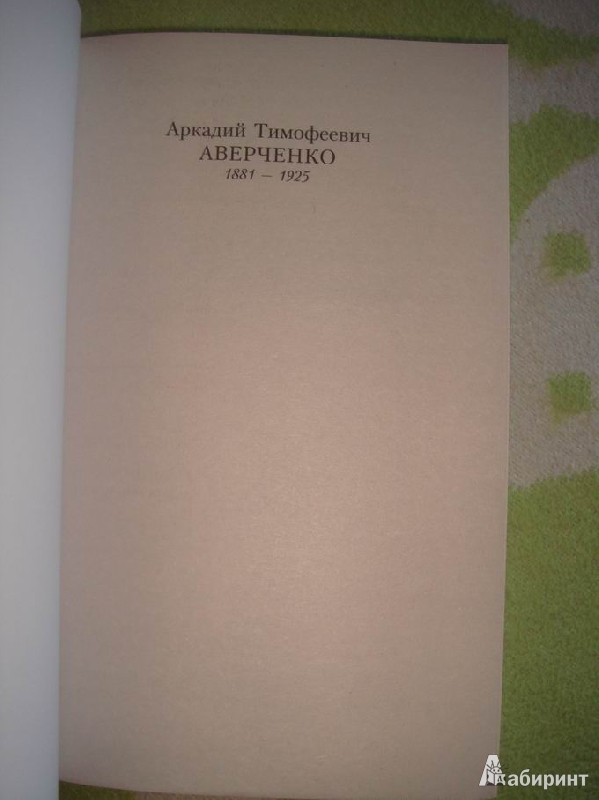 Аркадий Тимофеевич
АВЕРЧЕНКО
1881 — 1925
Лабиринт